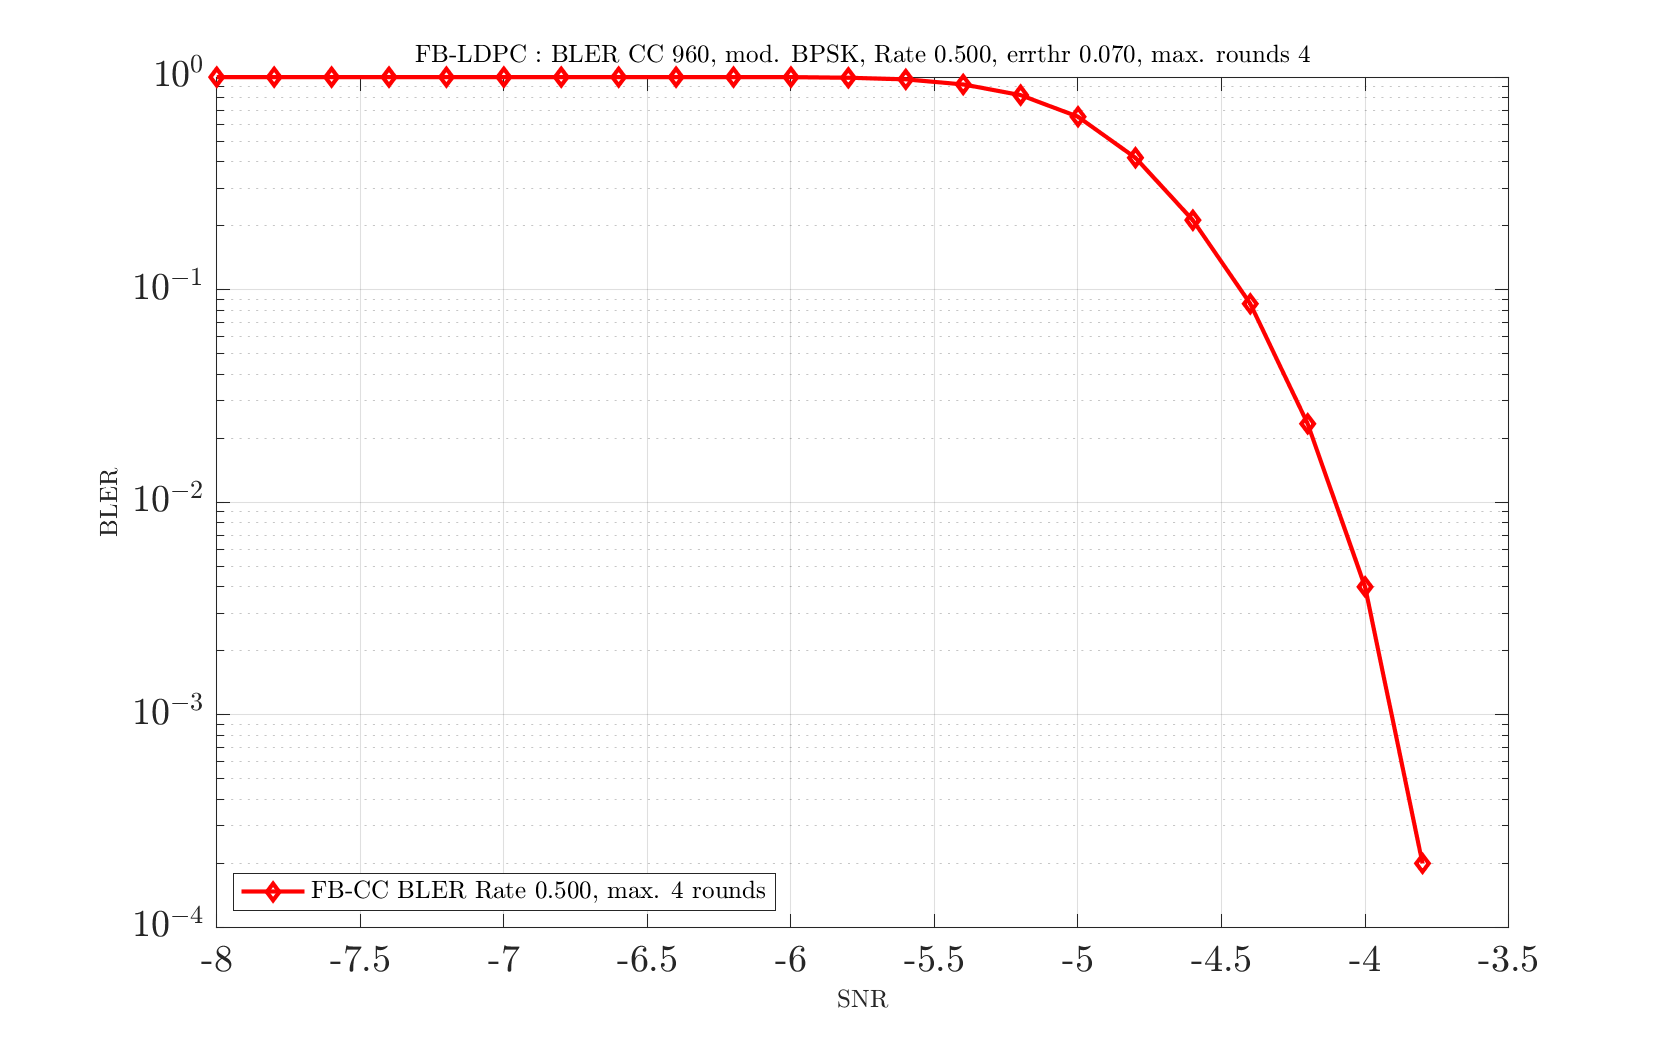 FB-LDPC : BLER CC 960, mod. BPSK, Rate 0.500, errthr 0.070, max. rounds 4
10^0
10^-1
10^-2
10^-3
10^-4
BLER
FB-CC BLER Rate 0.500, max. 4 rounds
-8 -7.5 -7 -6.5 -6 -5.5 -5 -4.5 -4 -3.5
SNR